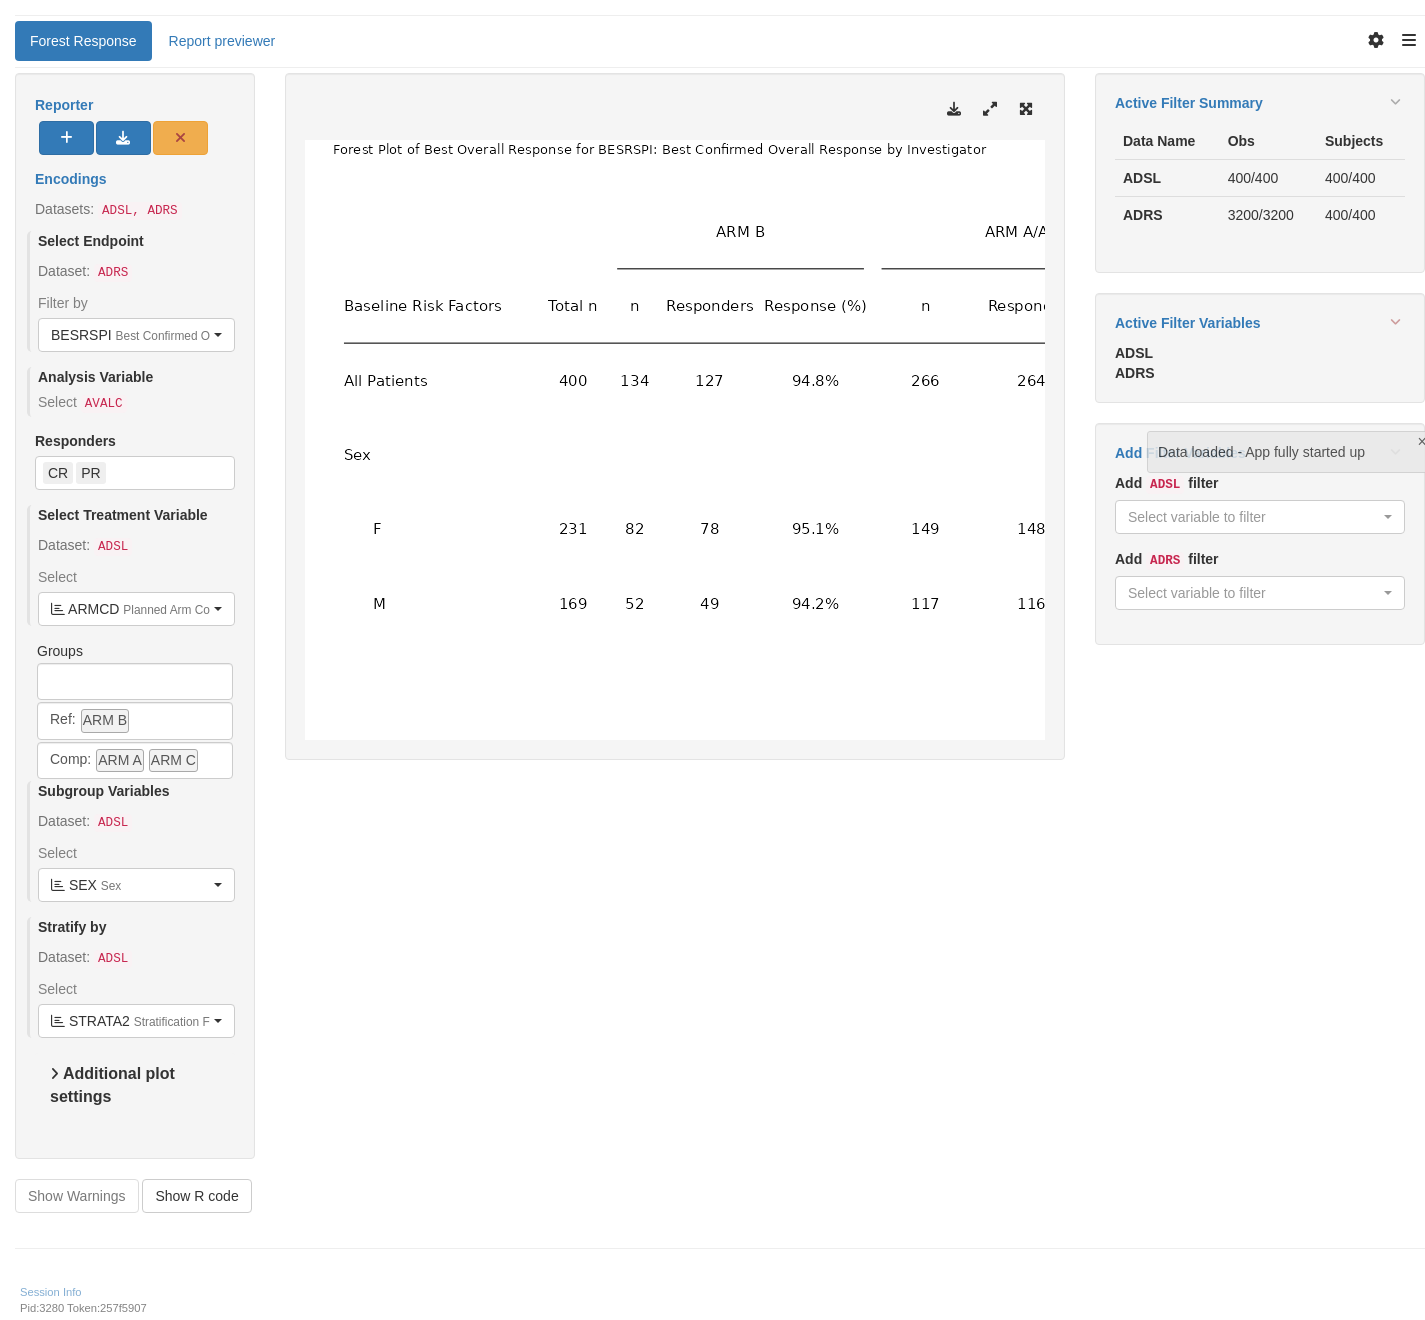 Forest Response
Report previewer
Reporter
Encodings
Datasets: ADSL, ADRS
Select Endpoint
Dataset: ADRS
Filter by
BESRSPI Best Confirmed O
Analysis Variable
Select AVALC
Responders
CR PR
Select Treatment Variable
Dataset: ADSL
Select
ARMCD Planned Arm Co
Groups
Ref: ARM B
Comp: ARM A ARM C
Subgroup Variables
Dataset: ADSL
Select
SEX Sex
Stratify by
Dataset: ADSL
Select
STRATA2 Stratification F
Additional plot
settings
Show Warnings
Show R code
Forest Plot of Best Overall Response for BESRSPI: Best Confirmed Overall Response by Investigator
ARM B ARM A/A
Baseline Risk Factors Total n n Responders Response (%) n Respon
All Patients 400 134 127 94.8% 266 264
Sex
F 231 82 78 95.1% 149 148
M 169 52 49 94.2% 117 116
Active Filter Summary
Data Name Obs Subjects
ADSL 400/400 400/400
ADRS 3200/3200 400/400
Active Filter Variables
ADSL
ADRS
Add Filter Variables
Data loaded - App fully started up
×
Add ADSL filter
Select variable to filter
Add ADRS filter
Select variable to filter
Session Info
Pid:3280 Token:257f5907